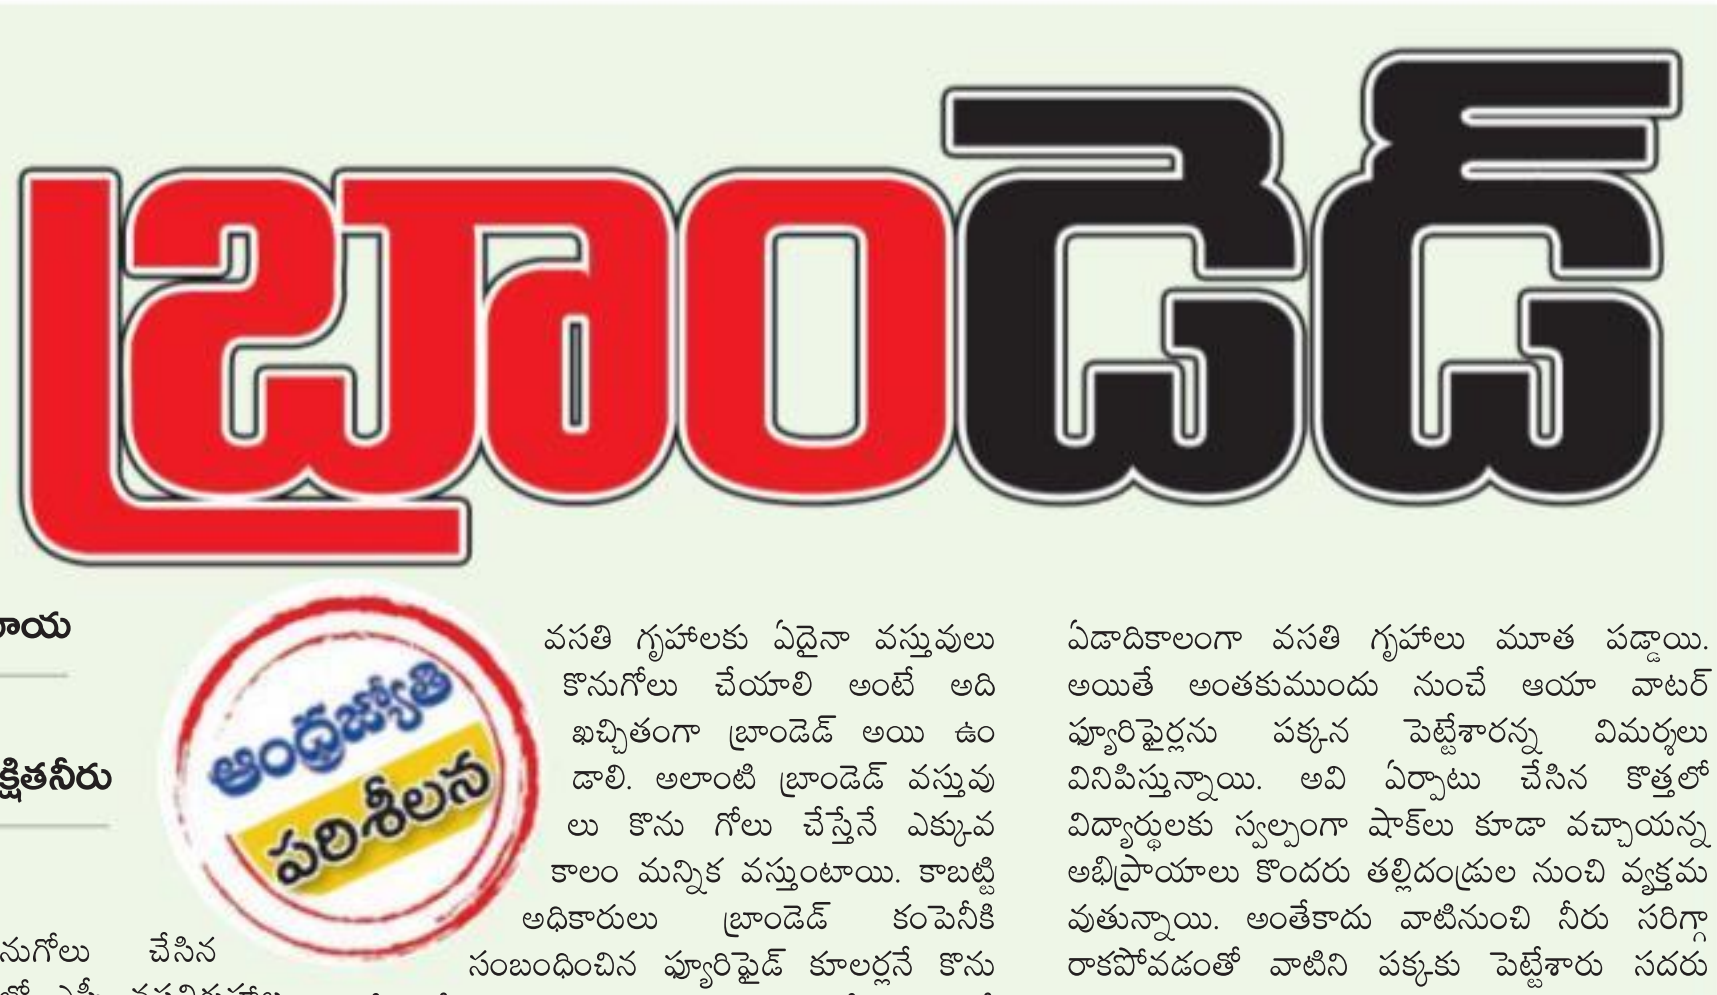 బ్రాండెడ్
ఆంధ్రజ్యోతి
పరిశీలన
నుగోలు చేసిన
వసతి గృహాలకు ఏదైనా వస్తువులు
కొనుగోలు చేయాలి అంటే అది
ఖచ్చితంగా బ్రాండెడ్ అయి ఉం
డాలి. అలాంటి బ్రాండెడ్ వస్తువు
లు కొను గోలు చేస్తేనే ఎక్కువ
కాలం మన్నిక వస్తుంటాయి. కాబట్టి
అధికారులు బ్రాండెడ్ కంపెనీకి
సంబంధించిన ఫ్యూరిఫైడ్ కూలర్లనే కొను
ఏడాదికాలంగా వసతి గృహాలు మూత పడ్డాయి.
అయితే అంతకుముందు నుంచే ఆయా వాటర్
ఫ్యూరిఫైర్లను పక్కన పెట్టేశారన్న విమర్శలు
వినిపిస్తున్నాయి. అవి ఏర్పాటు చేసిన కొత్తలో
విద్యార్థులకు స్వల్పంగా షాక్‌లు కూడా వచ్చాయన్న
అభిప్రాయాలు కొందరు తల్లిదండ్రుల నుంచి వ్యక్తమ
వుతున్నాయి. అంతేకాదు వాటినుంచి నీరు సరిగ్గా
రాకపోవడంతో వాటిని పక్కకు పెట్టేశారు సదరు